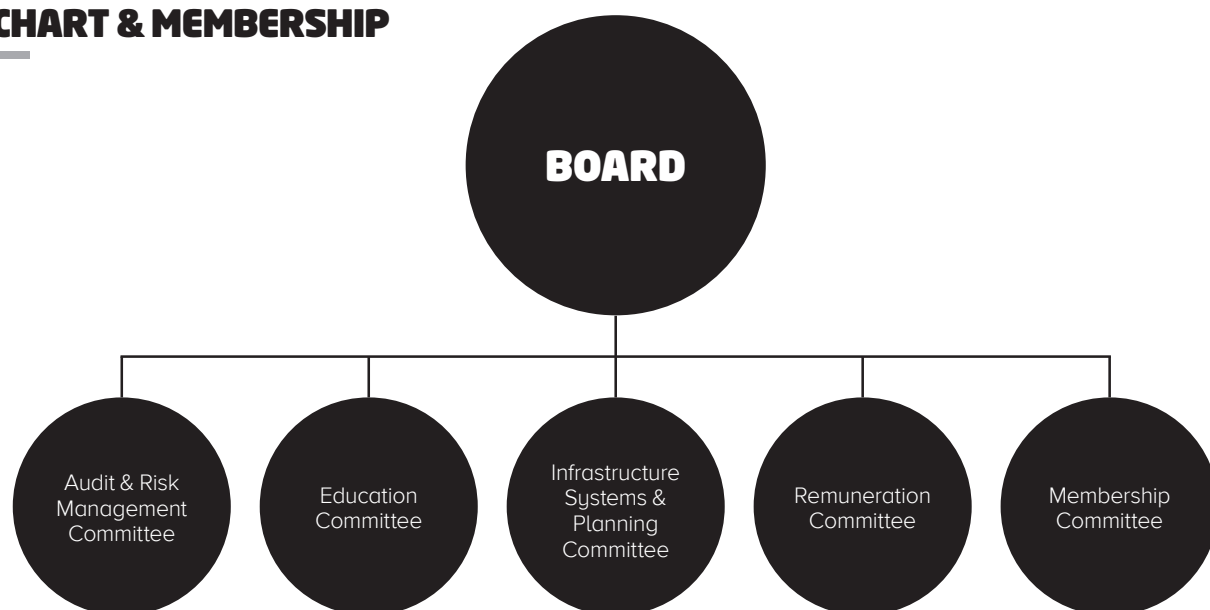 CHART & MEMBERSHIP
BOARD
Audit & Risk
Management
Committee
Education
Committee
Infrastructure
Systems &
Planning
Committee
Remuneration
Committee
Membership
Committee